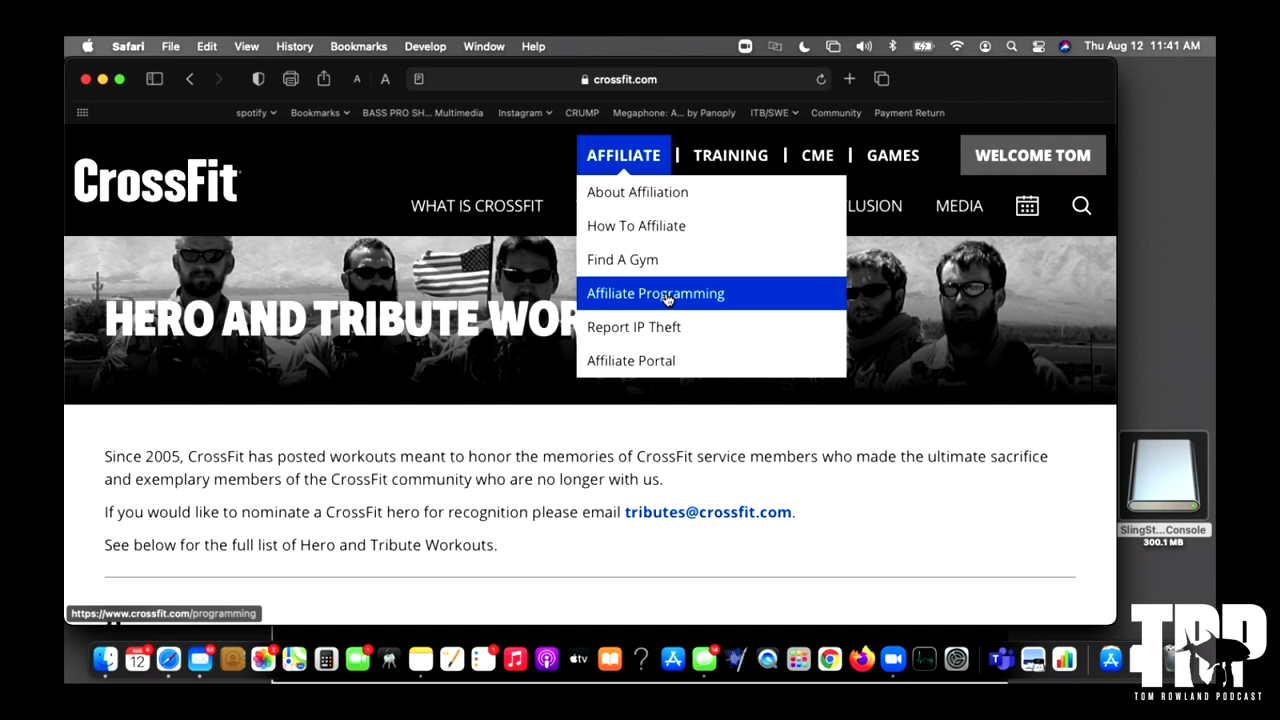 Safari File Edit View History Bookmarks Develop Window Help Thu Aug 12 11:41 AM
A A crossfit.com
spotify Bookmarks BASS PRO SH... Multimedia Instagram CRUMP Megaphone: A... by Panoply ITB/SWE Community Payment Return
AFFILIATE | TRAINING | CME | GAMES WELCOME TOM
CrossFit
WHAT IS CROSSFIT LUSION MEDIA
About Affiliation
How To Affiliate
Find A Gym
Affiliate Programming
Report IP Theft
Affiliate Portal
HERO AND TRIBUTE WOR
Since 2005, CrossFit has posted workouts meant to honor the memories of CrossFit service members who made the ultimate sacrifice
and exemplary members of the CrossFit community who are no longer with us.
If you would like to nominate a CrossFit hero for recognition please email tributes@crossfit.com.
See below for the full list of Hero and Tribute Workouts.
SlingSt...Console
300.1 MB
https://www.crossfit.com/programming
12
tv
TRP
TOM ROWLAND PODCAST